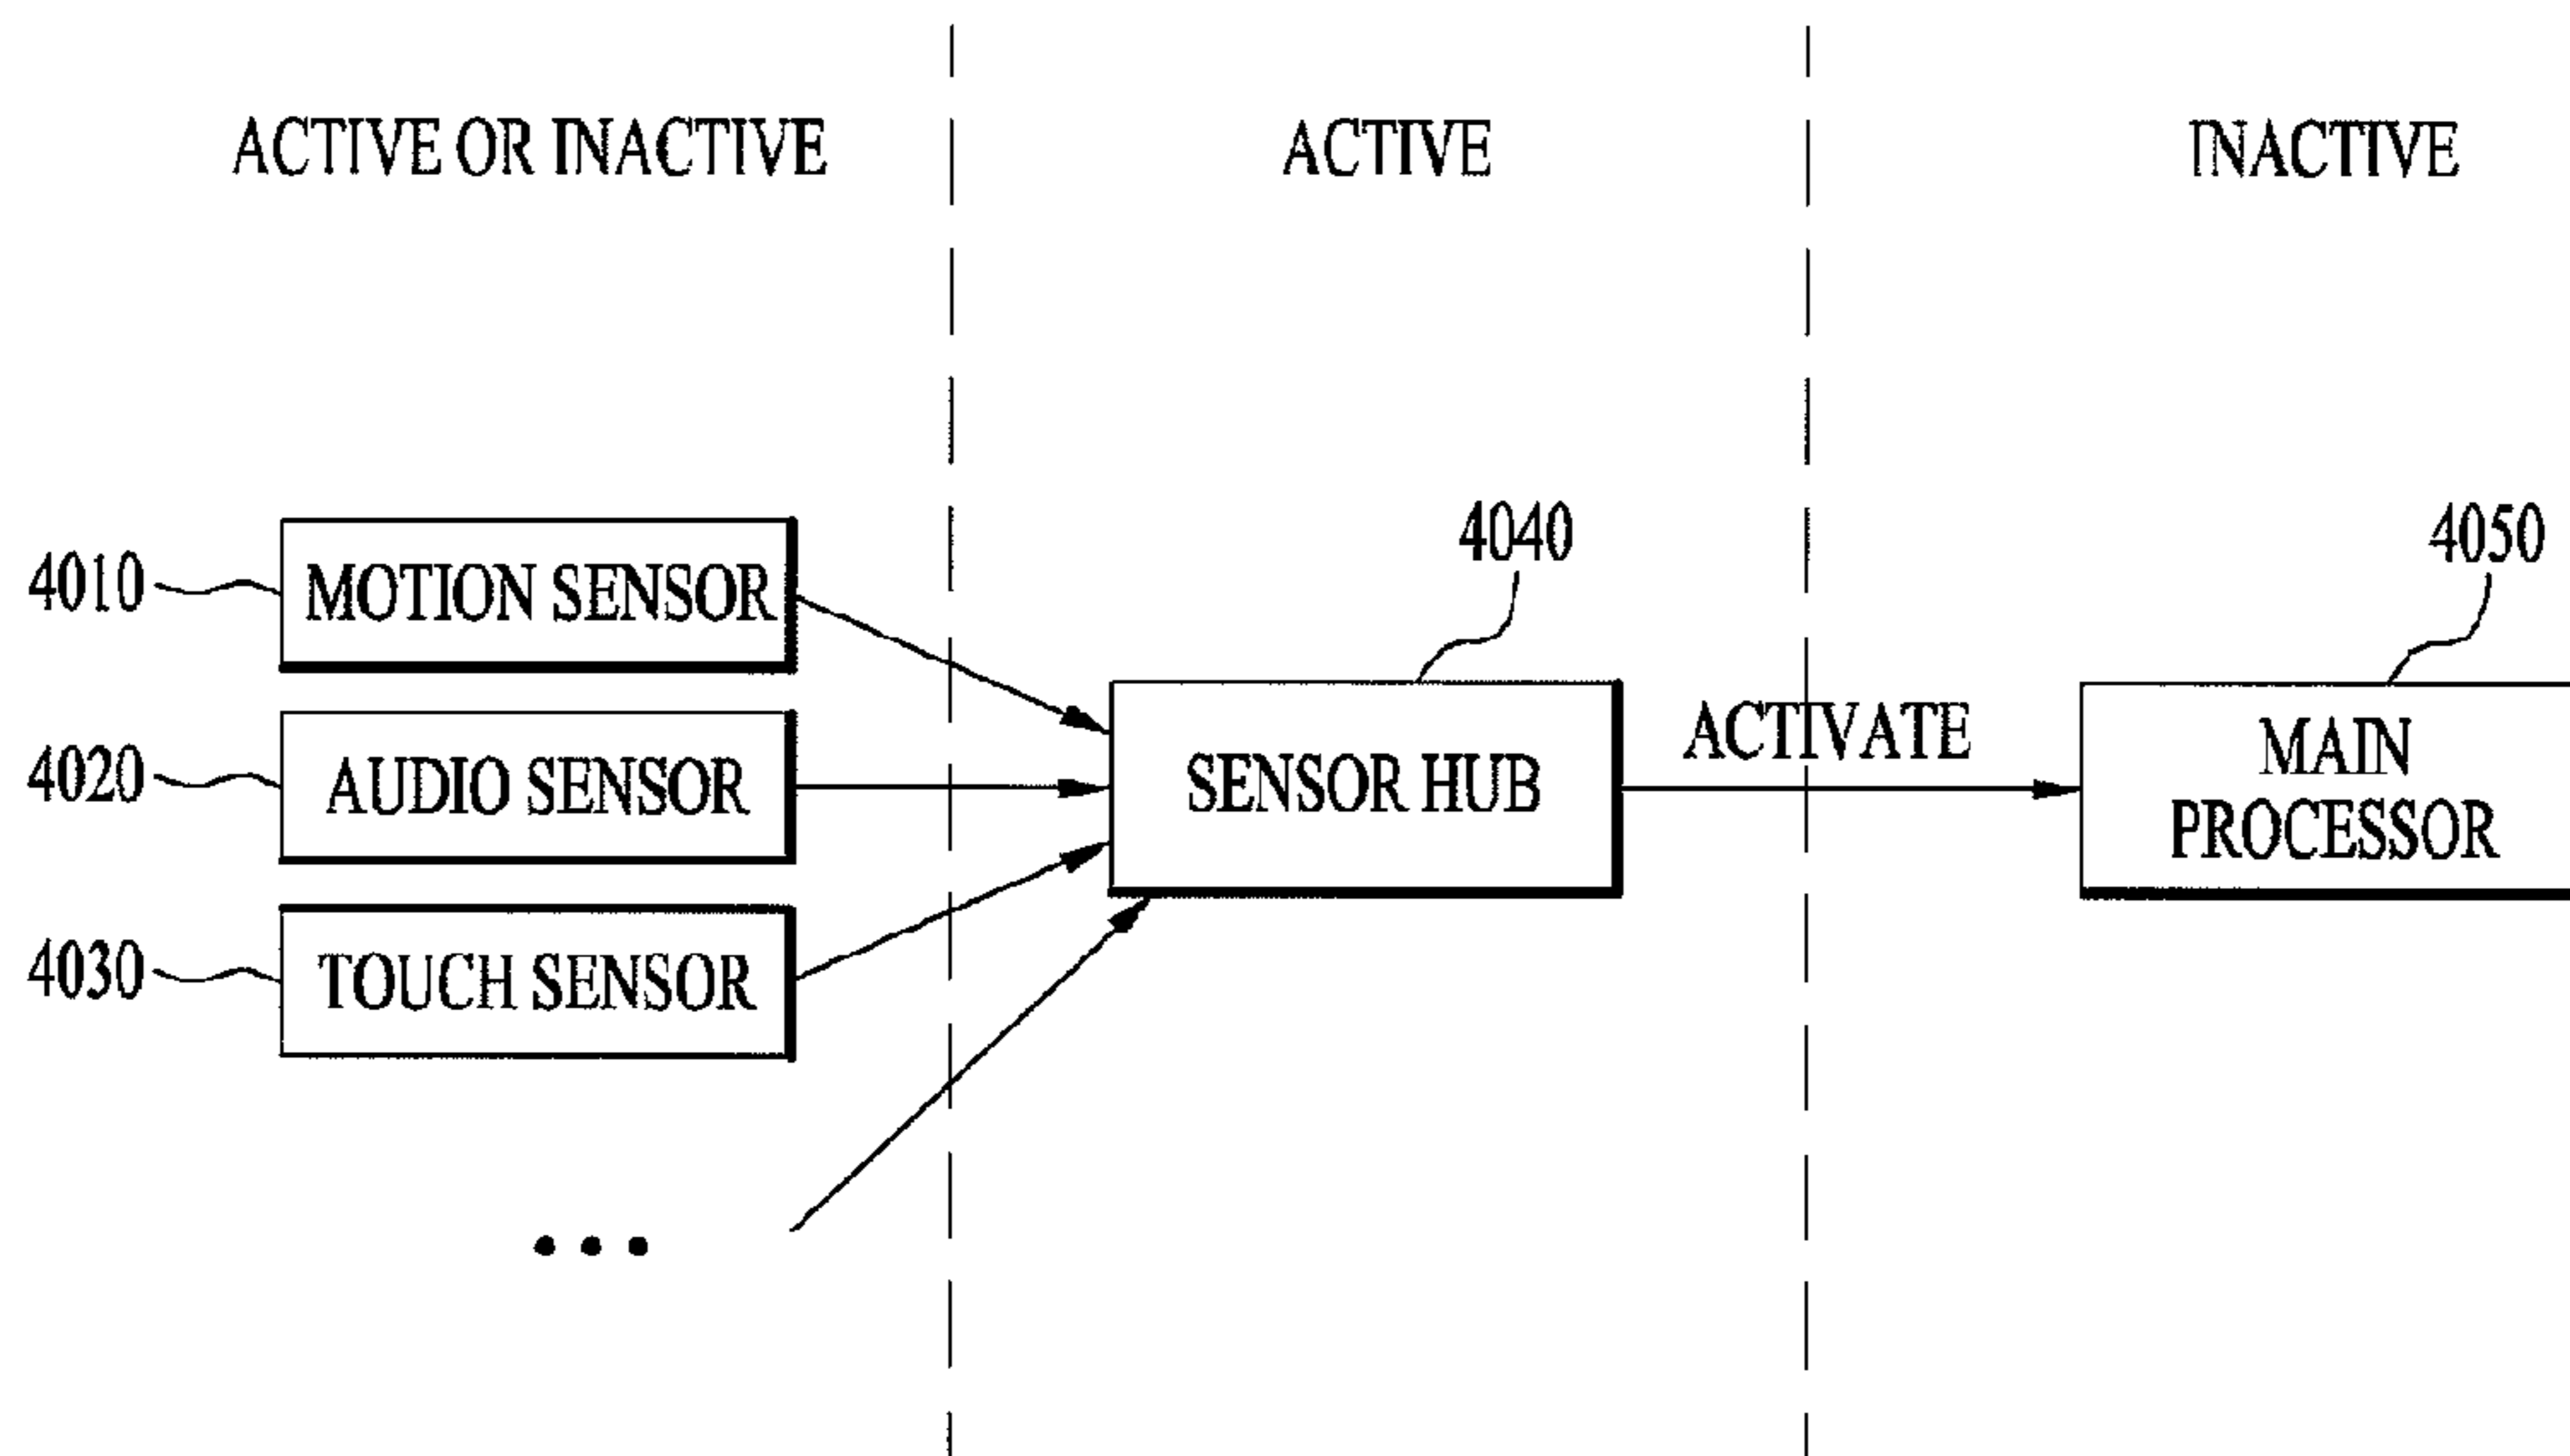 ACTIVE OR INACTIVE
ACTIVE
INACTIVE
4010
MOTION SENSOR
4020
AUDIO SENSOR
4030
TOUCH SENSOR
4040
SENSOR HUB
ACTIVATE
4050
MAIN
PROCESSOR